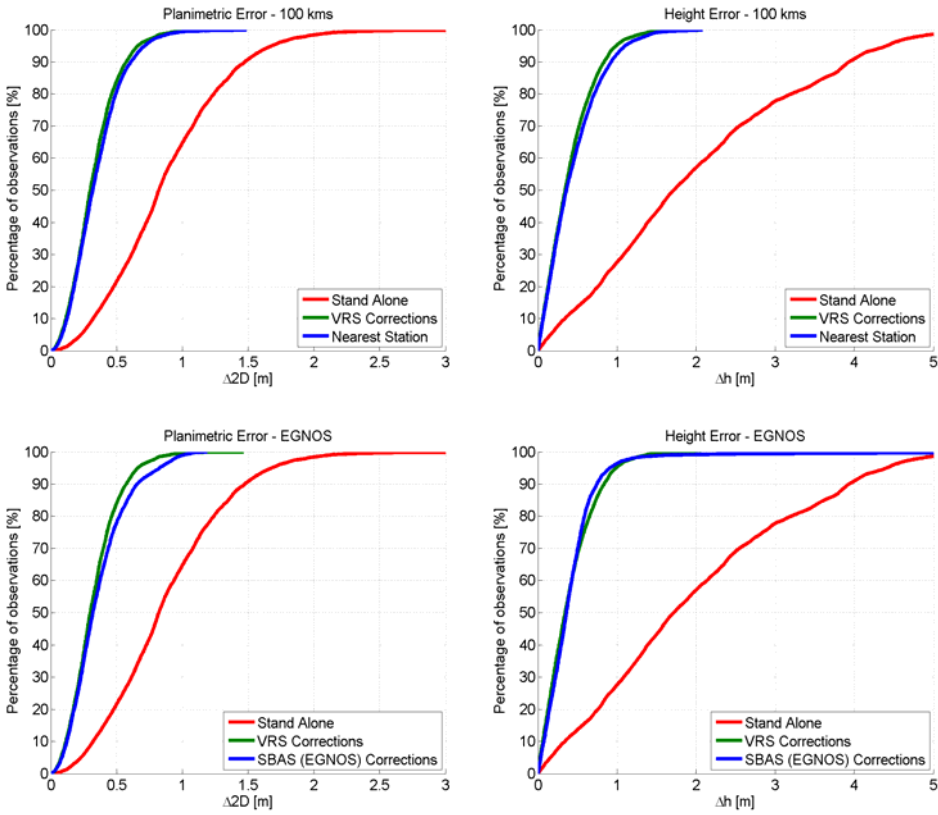 Planimetric Error - 100 kms
Percentage of observations [%]
100
90
80
70
60
50
40
30
20
10
0
Stand Alone
VRS Corrections
Nearest Station
0 0.5 1 1.5 2 2.5 3
Δ2D [m]
Height Error - 100 kms
Percentage of observations [%]
100
90
80
70
60
50
40
30
20
10
0
Stand Alone
VRS Corrections
Nearest Station
0 1 2 3 4 5
Δh [m]
Planimetric Error - EGNOS
Percentage of observations [%]
100
90
80
70
60
50
40
30
20
10
0
Stand Alone
VRS Corrections
SBAS (EGNOS) Corrections
0 0.5 1 1.5 2 2.5 3
Δ2D [m]
Height Error - EGNOS
Percentage of observations [%]
100
90
80
70
60
50
40
30
20
10
0
Stand Alone
VRS Corrections
SBAS (EGNOS) Corrections
0 1 2 3 4 5
Δh [m]